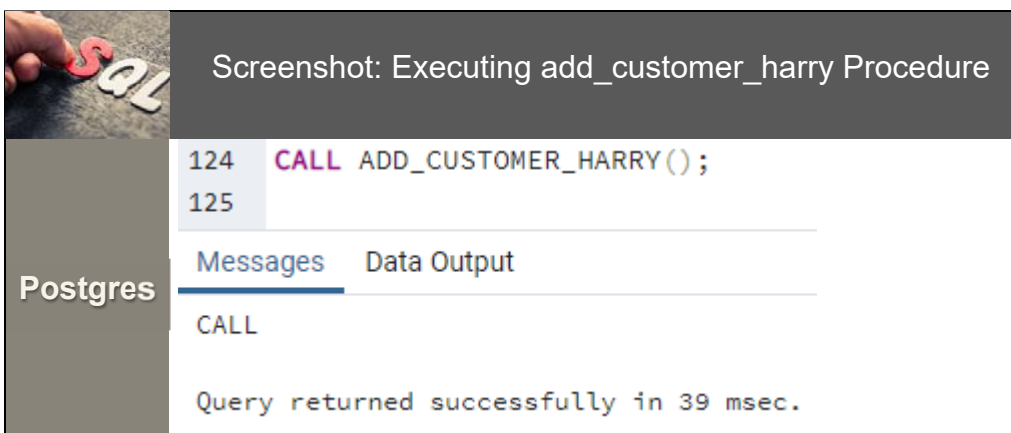 SQL
Screenshot: Executing add_customer_harry Procedure
124 CALL ADD_CUSTOMER_HARRY();
125
Postgres
Messages Data Output
CALL
Query returned successfully in 39 msec.